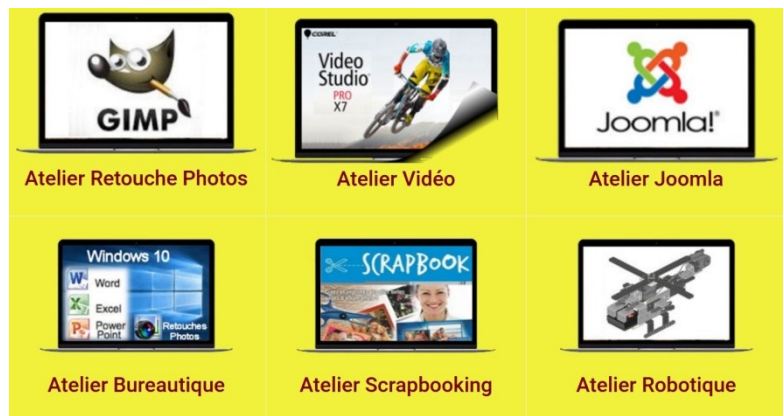 GIMP
COREL
Video
Studio
PRO
X7
Joomla!
Atelier Retouche Photos
Atelier Vidéo
Atelier Joomla
Windows 10
Word
Excel
Power
Point
Retouches
Photos
SCRAPBOOK
Atelier Bureautique
Atelier Scrapbooking
Atelier Robotique